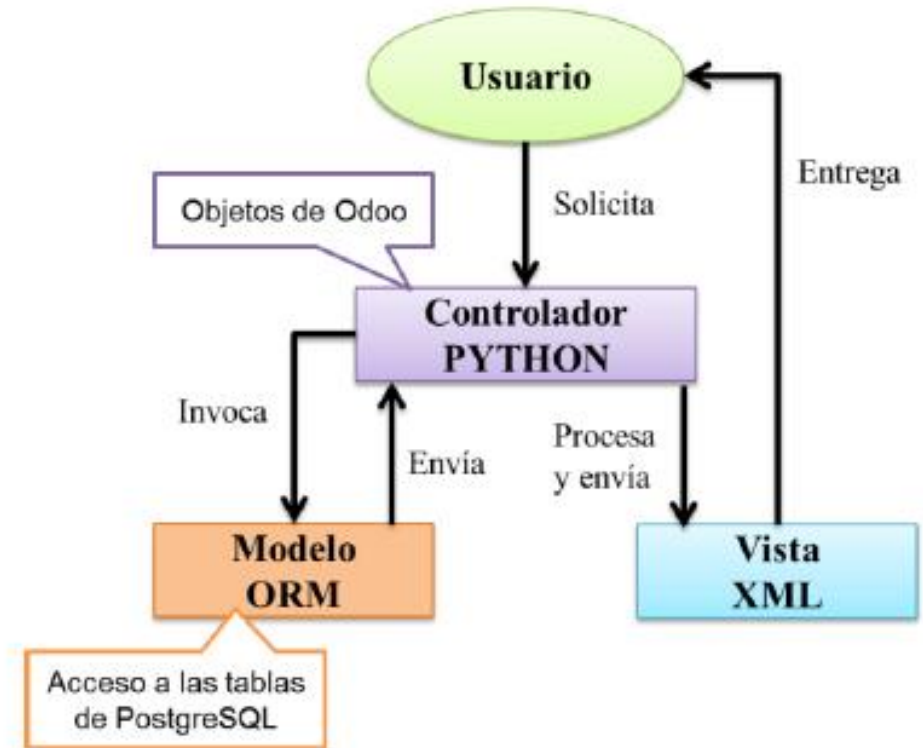 Usuario
Entrega
Solicita
Objetos de Odoo
Controlador
PYTHON
Invoca
Envía
Procesa
y envía
Modelo
ORM
Vista
XML
Acceso a las tablas
de PostgreSQL